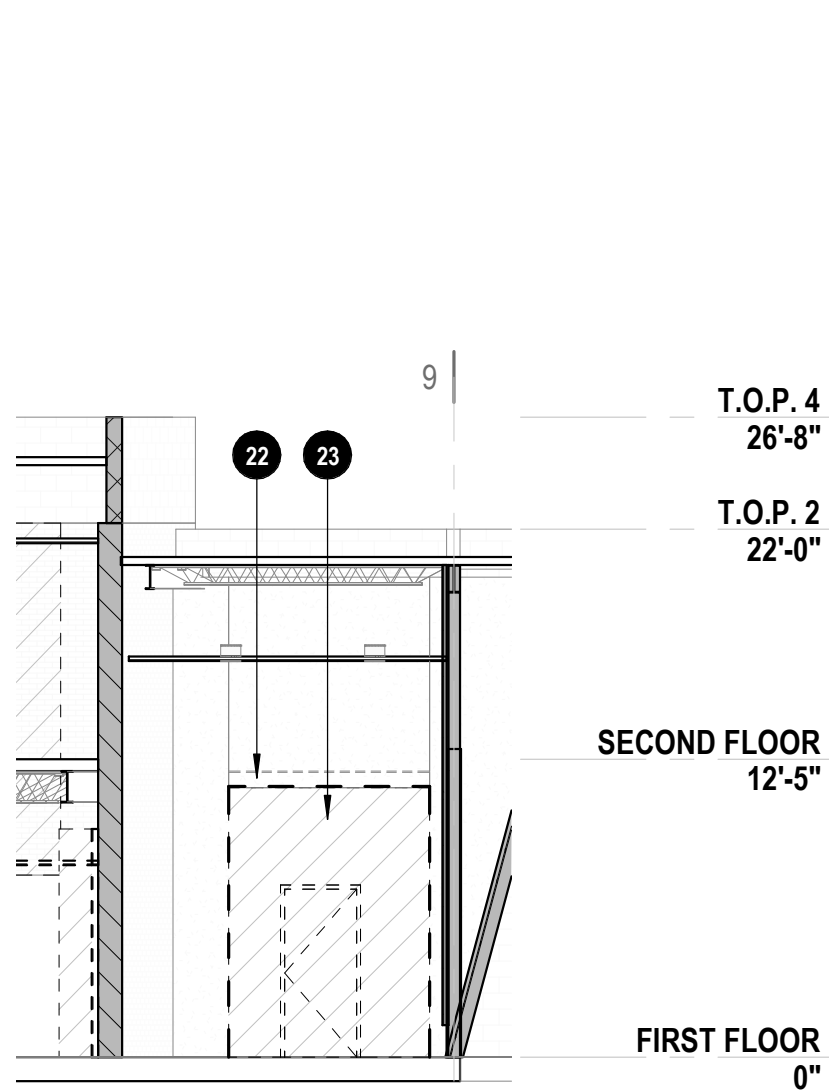 9
T.O.P. 4
26'-8"
22 23
T.O.P. 2
22'-0"
SECOND FLOOR
12'-5"
FIRST FLOOR
0"